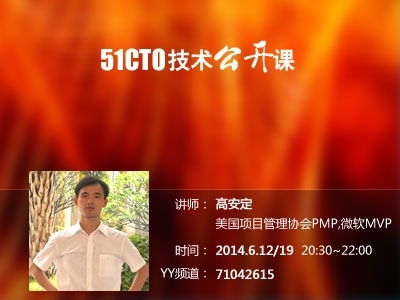 51CTO技术公开课
讲师： 高安定
美国项目管理协会PMP,微软MVP
时间： 2014.6.12/19 20:30~22:00
YY频道： 71042615